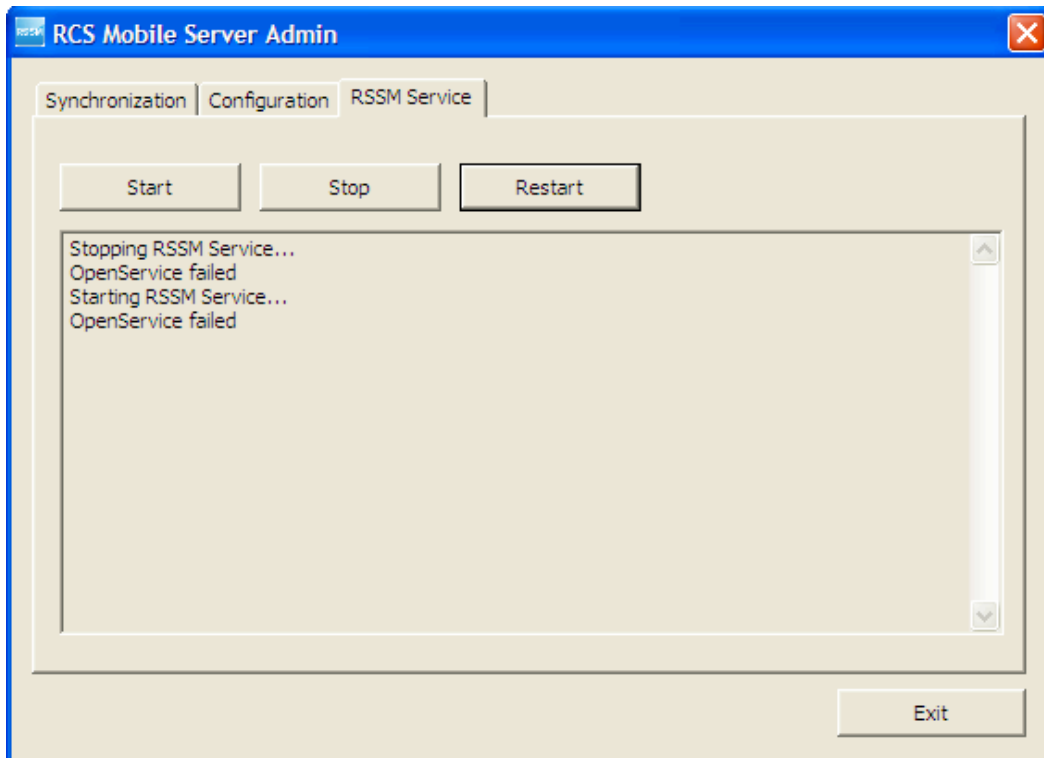 RSSM RCS Mobile Server Admin
Synchronization Configuration RSSM Service
Start Stop Restart
Stopping RSSM Service...
OpenService failed
Starting RSSM Service...
OpenService failed
Exit